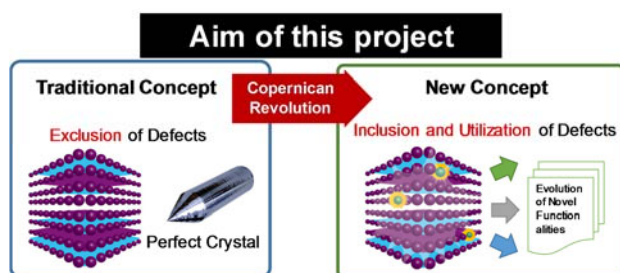 Aim of this project
Traditional Concept
Copernican
Revolution
New Concept
Exclusion of Defects
Inclusion and Utilization of Defects
Perfect Crystal
Evolution
of Novel
Function
alities